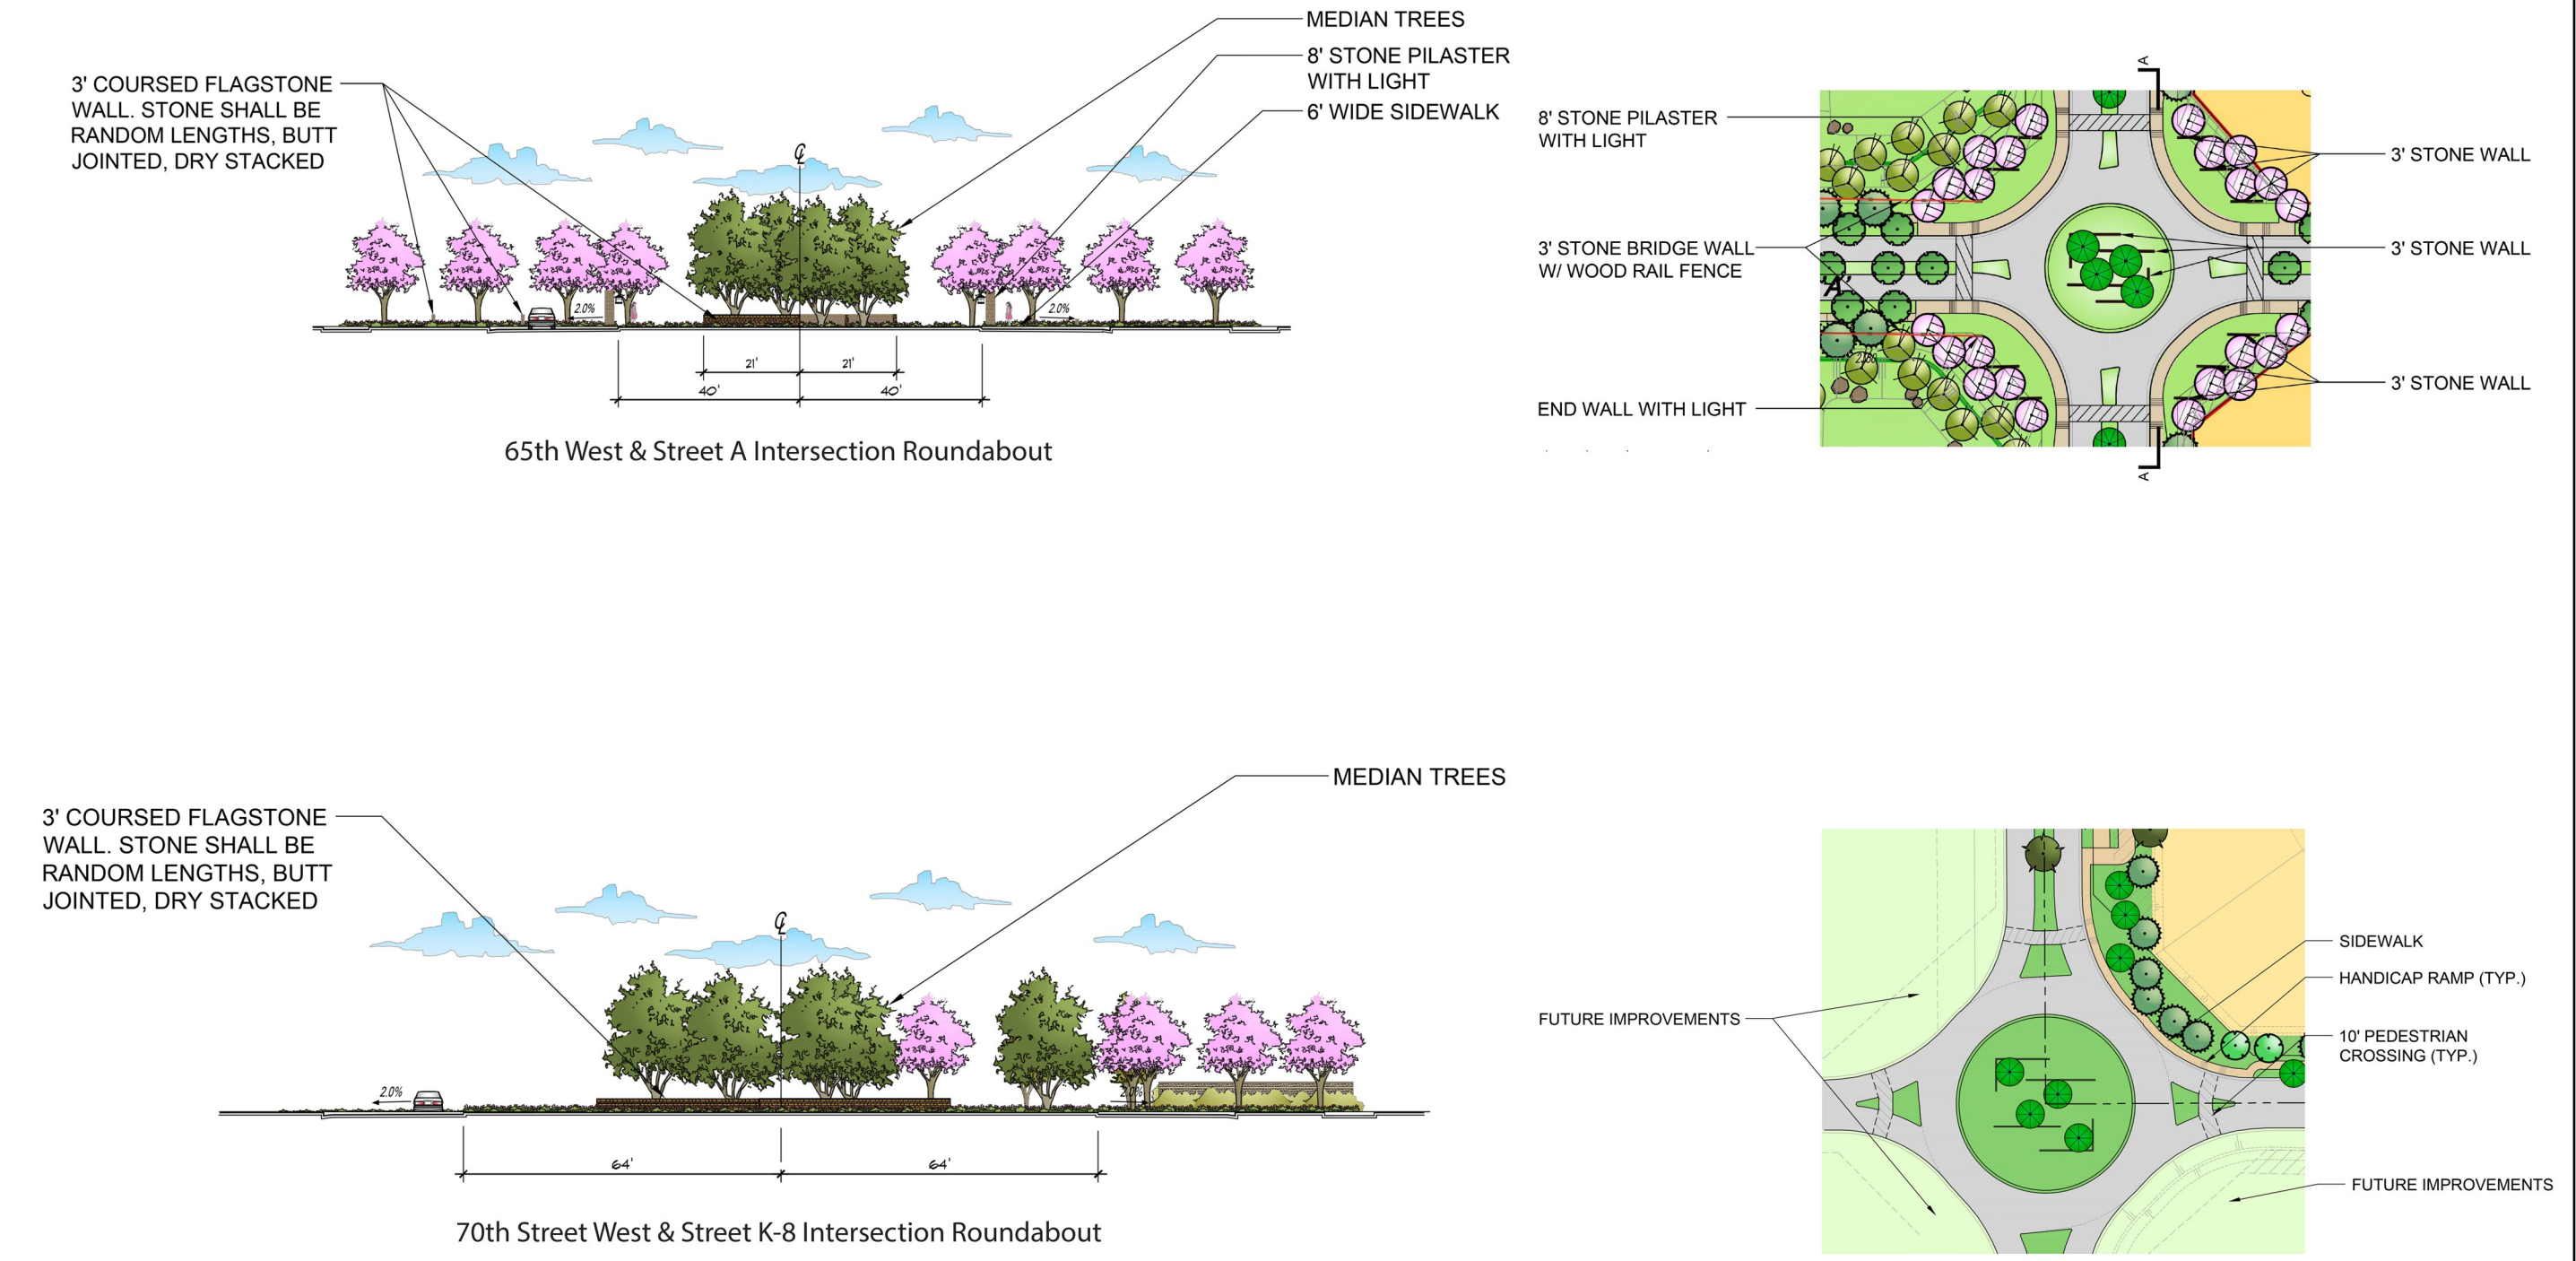 MEDIAN TREES
8' STONE PILASTER
WITH LIGHT
6' WIDE SIDEWALK
3' COURSED FLAGSTONE
WALL. STONE SHALL BE
RANDOM LENGTHS, BUTT
JOINTED, DRY STACKED
℄
2.0%
2.0%
21'
21'
40'
40'
65th West & Street A Intersection Roundabout
A
8' STONE PILASTER
WITH LIGHT
3' STONE WALL
3' STONE BRIDGE WALL
W/ WOOD RAIL FENCE
3' STONE WALL
'A'
3' STONE WALL
END WALL WITH LIGHT
A
MEDIAN TREES
3' COURSED FLAGSTONE
WALL. STONE SHALL BE
RANDOM LENGTHS, BUTT
JOINTED, DRY STACKED
℄
2.0%
2.0%
64'
64'
70th Street West & Street K-8 Intersection Roundabout
SIDEWALK
HANDICAP RAMP (TYP.)
FUTURE IMPROVEMENTS
10' PEDESTRIAN
CROSSING (TYP.)
FUTURE IMPROVEMENTS